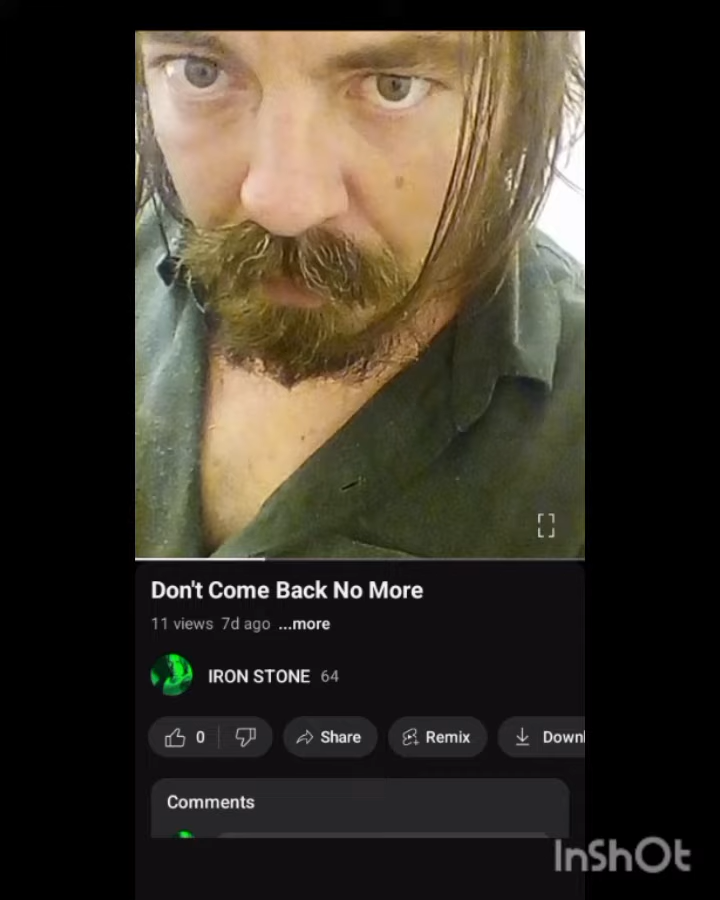 Don't Come Back No More
11 views 7d ago ...more
IRON STONE 64
0 Share Remix Downl
Comments
InShOt